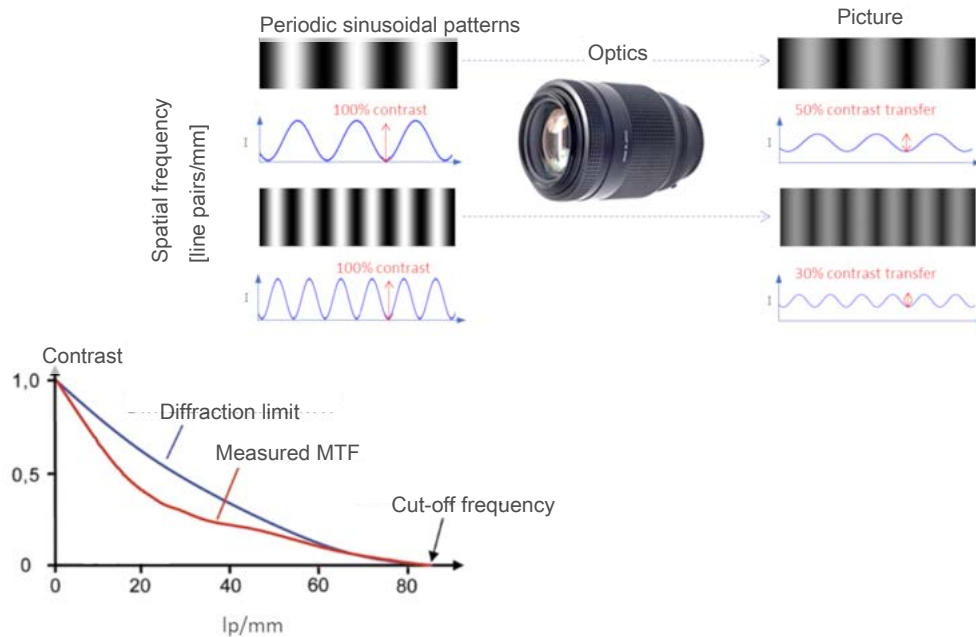 Periodic sinusoidal patterns
Picture
Optics
100% contrast
50% contrast transfer
I
I
Spatial frequency
[line pairs/mm]
100% contrast
30% contrast transfer
I
I
Contrast
1,0
Diffraction limit
Measured MTF
0,5
Cut-off frequency
0
0
20
40
60
80
lp/mm